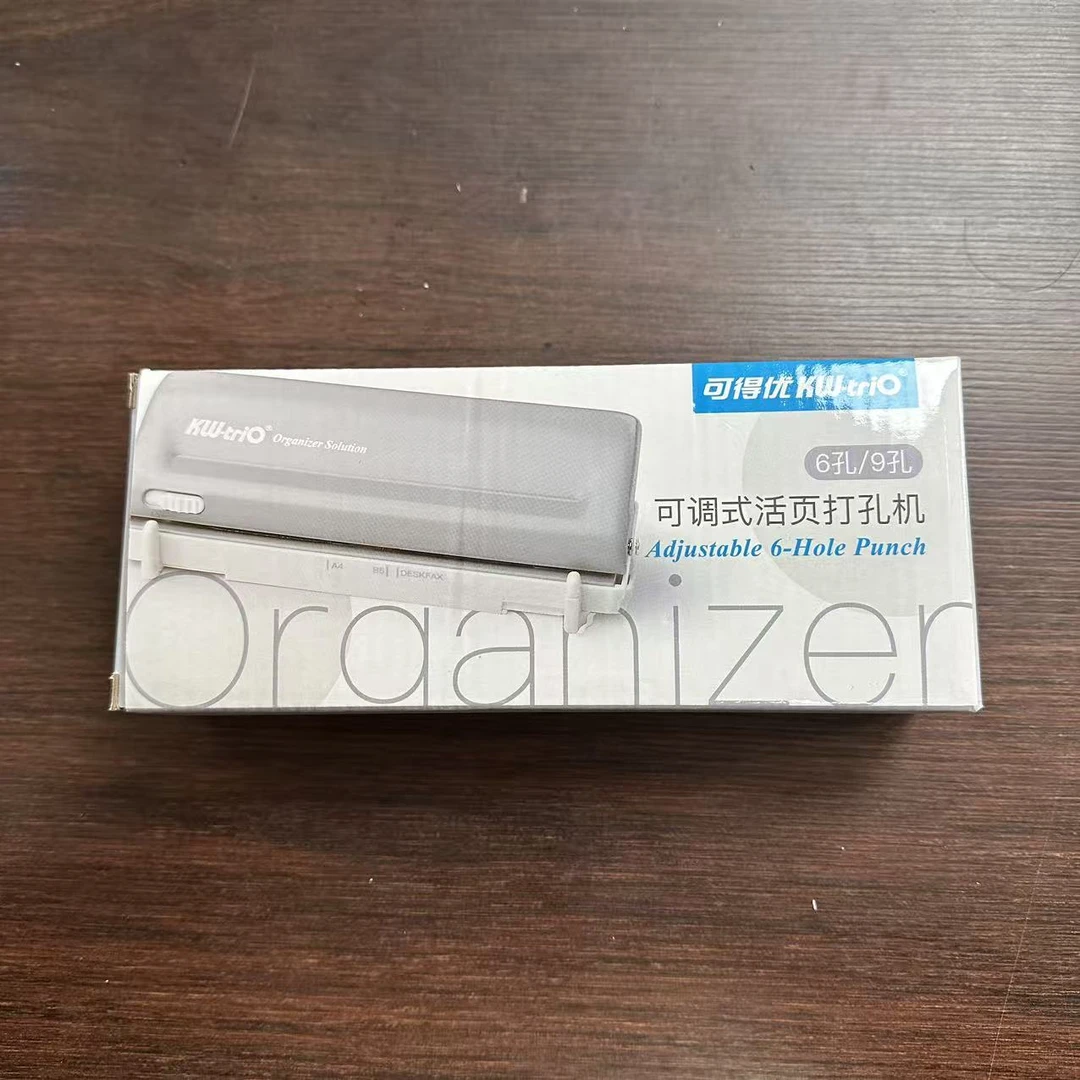 可得优 KW-triO®
KW-triO® Organizer Solution
6孔/9孔
可调式活页打孔机
Adjustable 6-Hole Punch
A4 B5 DESKFAX
Organizer